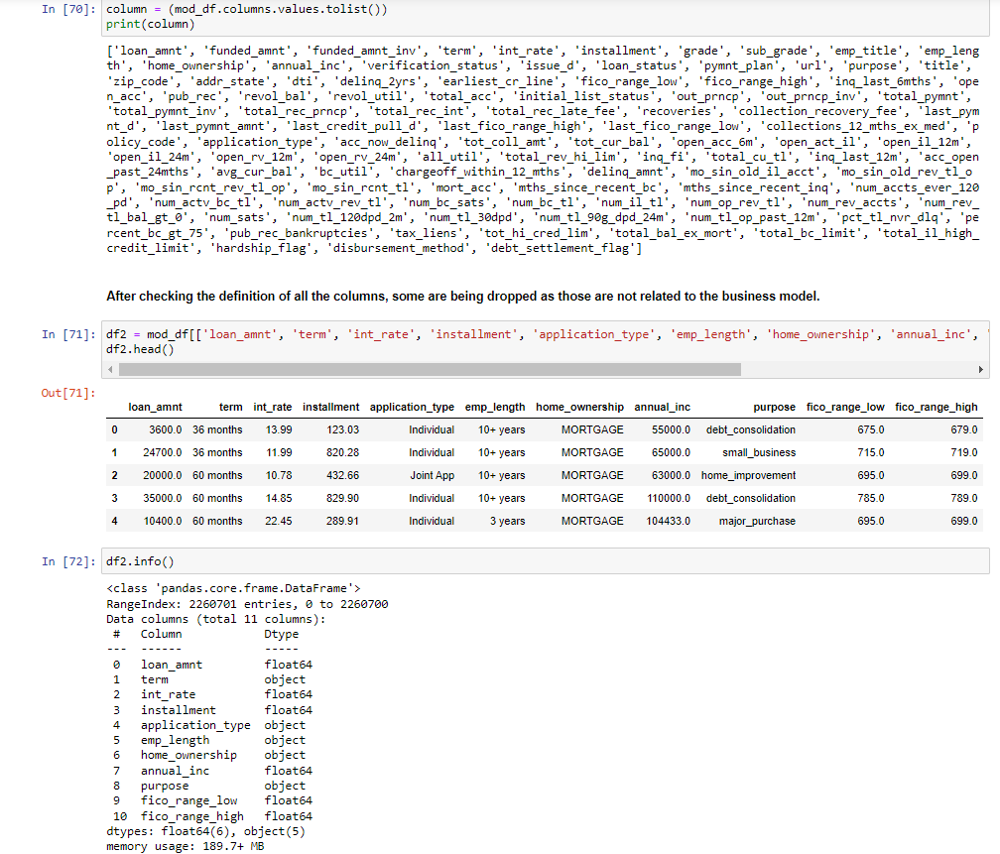 In [70]: column = (mod_df.columns.values.tolist())
print(column)
['loan_amnt', 'funded_amnt', 'funded_amnt_inv', 'term', 'int_rate', 'installment', 'grade', 'sub_grade', 'emp_title', 'emp_leng
th', 'home_ownership', 'annual_inc', 'verification_status', 'issue_d', 'loan_status', 'pymnt_plan', 'url', 'purpose', 'title',
'zip_code', 'addr_state', 'dti', 'delinq_2yrs', 'earliest_cr_line', 'fico_range_low', 'fico_range_high', 'inq_last_6mths', 'ope
n_acc', 'pub_rec', 'revol_bal', 'revol_util', 'total_acc', 'initial_list_status', 'out_prncp', 'out_prncp_inv', 'total_pymnt',
'total_pymnt_inv', 'total_rec_prncp', 'total_rec_int', 'total_rec_late_fee', 'recoveries', 'collection_recovery_fee', 'last_pym
nt_d', 'last_pymnt_amnt', 'last_credit_pull_d', 'last_fico_range_high', 'last_fico_range_low', 'collections_12_mths_ex_med', 'p
olicy_code', 'application_type', 'acc_now_delinq', 'tot_coll_amt', 'tot_cur_bal', 'open_acc_6m', 'open_act_il', 'open_il_12m',
'open_il_24m', 'open_rv_12m', 'open_rv_24m', 'all_util', 'total_rev_hi_lim', 'inq_fi', 'total_cu_tl', 'inq_last_12m', 'acc_open
_past_24mths', 'avg_cur_bal', 'bc_util', 'chargeoff_within_12_mths', 'delinq_amnt', 'mo_sin_old_il_acct', 'mo_sin_old_rev_tl_o
p', 'mo_sin_rcnt_rev_tl_op', 'mo_sin_rcnt_tl', 'mort_acc', 'mths_since_recent_bc', 'mths_since_recent_inq', 'num_accts_ever_120
_pd', 'num_actv_bc_tl', 'num_actv_rev_tl', 'num_bc_sats', 'num_bc_tl', 'num_il_tl', 'num_op_rev_tl', 'num_rev_accts', 'num_rev_
tl_bal_gt_0', 'num_sats', 'num_tl_120dpd_2m', 'num_tl_30dpd', 'num_tl_90g_dpd_24m', 'num_tl_op_past_12m', 'pct_tl_nvr_dlq', 'pe
rcent_bc_gt_75', 'pub_rec_bankruptcies', 'tax_liens', 'tot_hi_cred_lim', 'total_bal_ex_mort', 'total_bc_limit', 'total_il_high_
credit_limit', 'hardship_flag', 'disbursement_method', 'debt_settlement_flag']
After checking the definition of all the columns, some are being dropped as those are not related to the business model.
In [71]: df2 = mod_df[['loan_amnt', 'term', 'int_rate', 'installment', 'application_type', 'emp_length', 'home_ownership', 'annual_inc', '
df2.head()
Out[71]:
loan_amnt term int_rate installment application_type emp_length home_ownership annual_inc purpose fico_range_low fico_range_high
0 3600.0 36 months 13.99 123.03 Individual 10+ years MORTGAGE 55000.0 debt_consolidation 675.0 679.0
1 24700.0 36 months 11.99 820.28 Individual 10+ years MORTGAGE 65000.0 small_business 715.0 719.0
2 20000.0 60 months 10.78 432.66 Joint App 10+ years MORTGAGE 63000.0 home_improvement 695.0 699.0
3 35000.0 60 months 14.85 829.90 Individual 10+ years MORTGAGE 110000.0 debt_consolidation 785.0 789.0
4 10400.0 60 months 22.45 289.91 Individual 3 years MORTGAGE 104433.0 major_purchase 695.0 699.0
In [72]: df2.info()
<class 'pandas.core.frame.DataFrame'>
RangeIndex: 2260701 entries, 0 to 2260700
Data columns (total 11 columns):
# Column Dtype
--- ------ -----
0 loan_amnt float64
1 term object
2 int_rate float64
3 installment float64
4 application_type object
5 emp_length object
6 home_ownership object
7 annual_inc float64
8 purpose object
9 fico_range_low float64
10 fico_range_high float64
dtypes: float64(6), object(5)
memory usage: 189.7+ MB